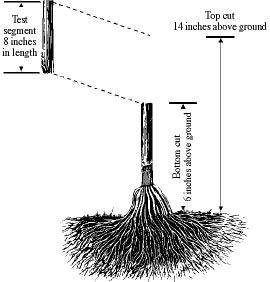 Test
segment
8 inches
in length
Top cut
14 inches above ground
Bottom cut
6 inches above ground